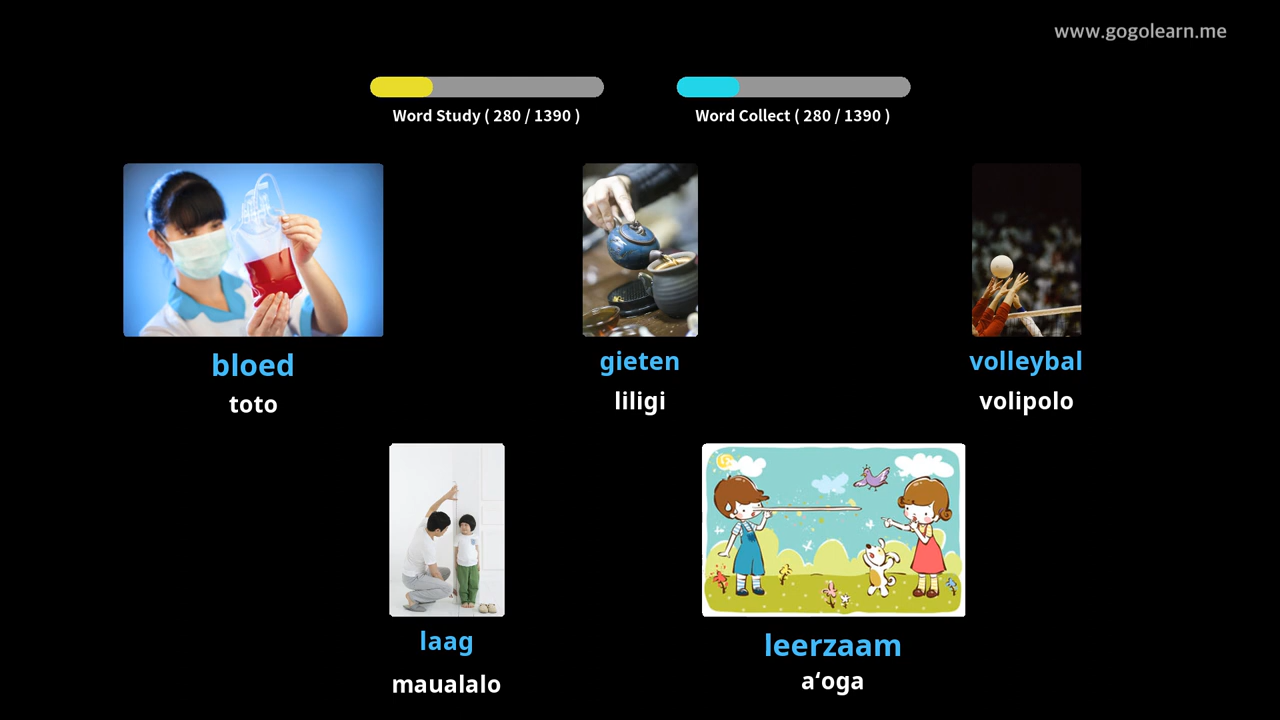 www.gogolearn.me
Word Study ( 280 / 1390 )
Word Collect ( 280 / 1390 )
bloed
toto
gieten
liligi
volleybal
volipolo
laag
maualalo
leerzaam
aʻoga